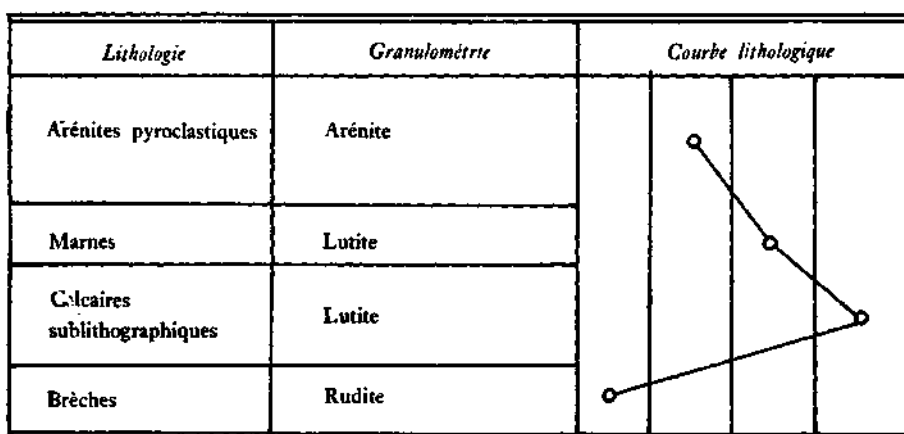 Lithologie Granulométrie Courbe lithologique
Arénites pyroclastiques Arénite
Marnes Lutite
Calcaires
sublithographiques Lutite
Brèches Rudite